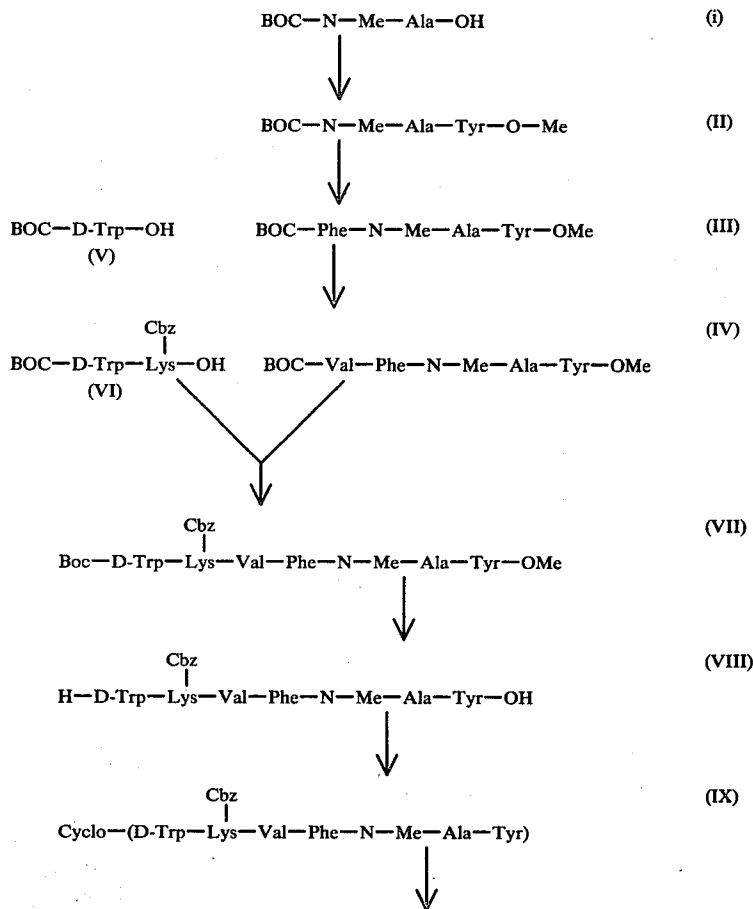 BOC—N—Me—Ala—OH (i)
BOC—N—Me—Ala—Tyr—O—Me (II)
BOC—D-Trp—OH BOC—Phe—N—Me—Ala—Tyr—OMe (III)
(V)
Cbz (IV)
BOC—D-Trp—Lys—OH BOC—Val—Phe—N—Me—Ala—Tyr—OMe
(VI)
Cbz (VII)
Boc—D-Trp—Lys—Val—Phe—N—Me—Ala—Tyr—OMe
Cbz (VIII)
H—D-Trp—Lys—Val—Phe—N—Me—Ala—Tyr—OH
Cbz (IX)
Cyclo—(D-Trp—Lys—Val—Phe—N—Me—Ala—Tyr)